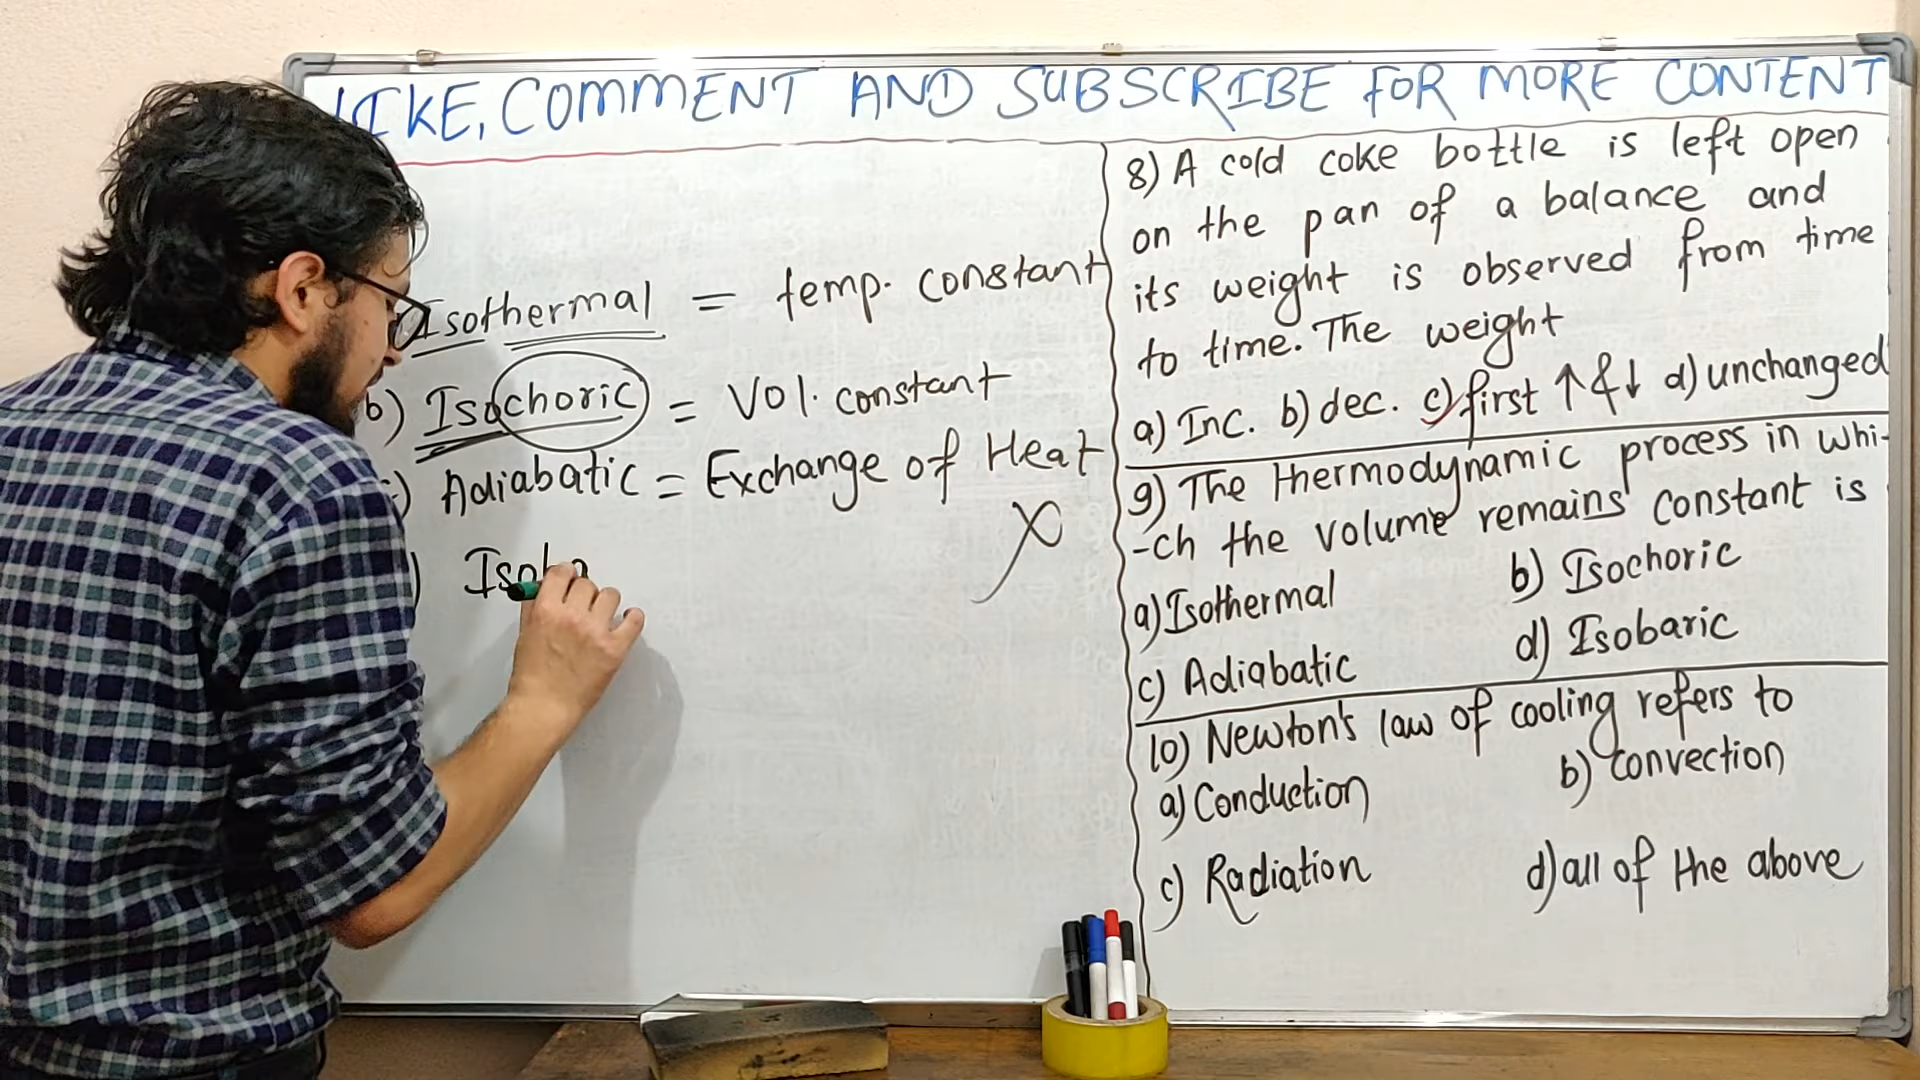 LIKE, COMMENT AND SUBSCRIBE FOR MORE CONTENT
Isothermal = temp. constant
b) Isochoric = Vol. constant
c) Adiabatic = Exchange of Heat
X
) Isoba
8) A cold coke bottle is left open
on the pan of a balance and
its weight is observed from time
to time. The weight
a) Inc. b) dec. c) first ↑ & ↓ d) unchanged
9) The thermodynamic process in whi-
-ch the volume remains constant is
a) Isothermal b) Isochoric
c) Adiabatic d) Isobaric
10) Newton's law of cooling refers to
a) Conduction b) Convection
c) Radiation d) all of the above